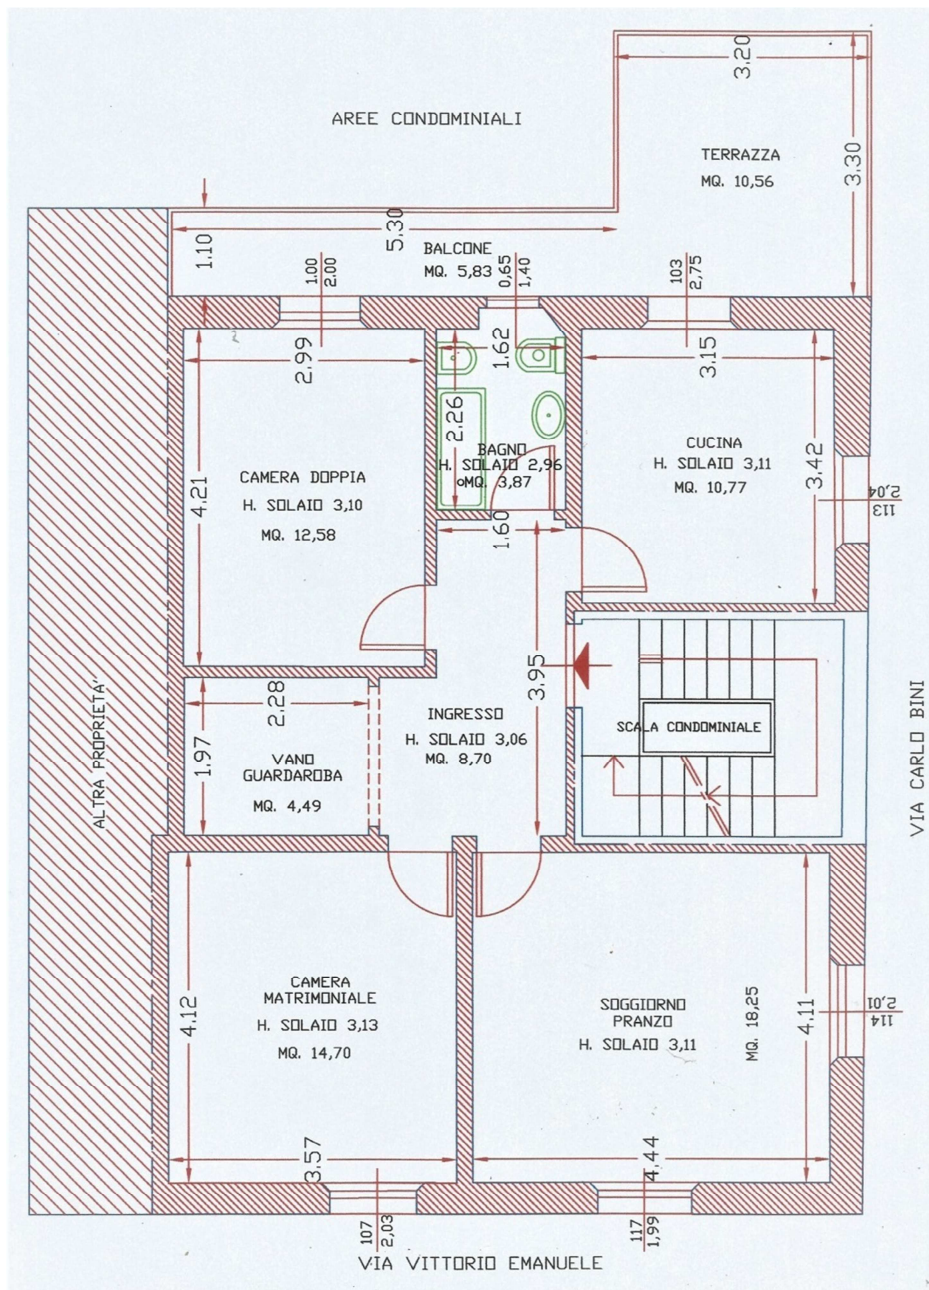 3.20
AREE CONDOMINIALI
TERRAZZA
MQ. 10,56
3.30
5.30
1.10
BALCONE
MQ. 5,83
1.00
2.00
0,65
1,40
103
2,75
2.99
1.62
3.15
4.21
2.26
CAMERA DOPPIA
H. SOLAIO 3,10
MQ. 12,58
BAGNO
H. SOLAIO 2,96
MQ. 3,87
CUCINA
H. SOLAIO 3,11
MQ. 10,77
3.42
2,04
113
1.60
3.95
2.28
1.97
VANO
GUARDAROBA
MQ. 4,49
INGRESSO
H. SOLAIO 3,06
MQ. 8,70
SCALA CONDOMINIALE
ALTRA PROPRIETA'
VIA CARLO BINI
4.12
CAMERA
MATRIMONIALE
H. SOLAIO 3,13
MQ. 14,70
SOGGIORNO
PRANZO
H. SOLAIO 3,11
MQ. 18,25
4.11
2,01
114
3.57
4.44
107
2,03
117
1,99
VIA VITTORIO EMANUELE